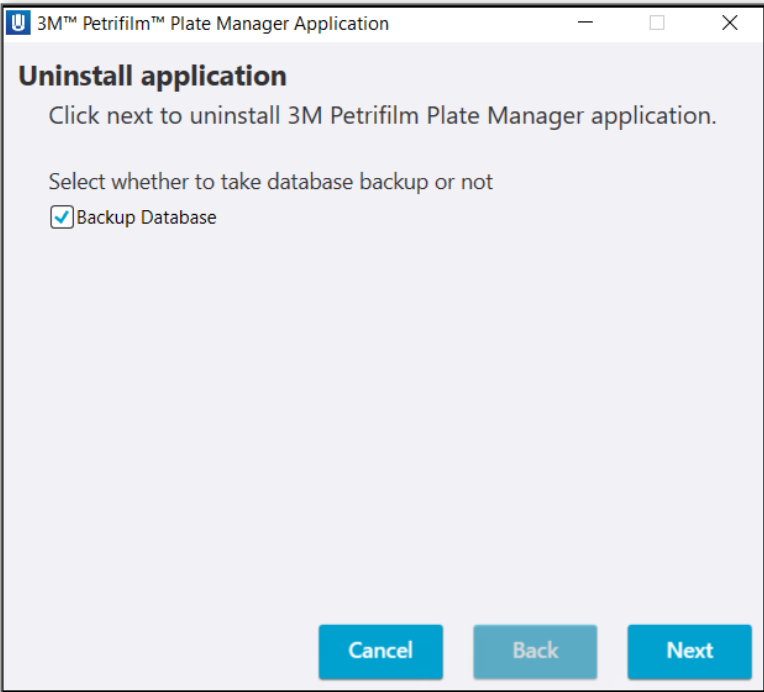 3M™ Petrifilm™ Plate Manager Application
Uninstall application
Click next to uninstall 3M Petrifilm Plate Manager application.
Select whether to take database backup or not
Backup Database
Cancel Back Next